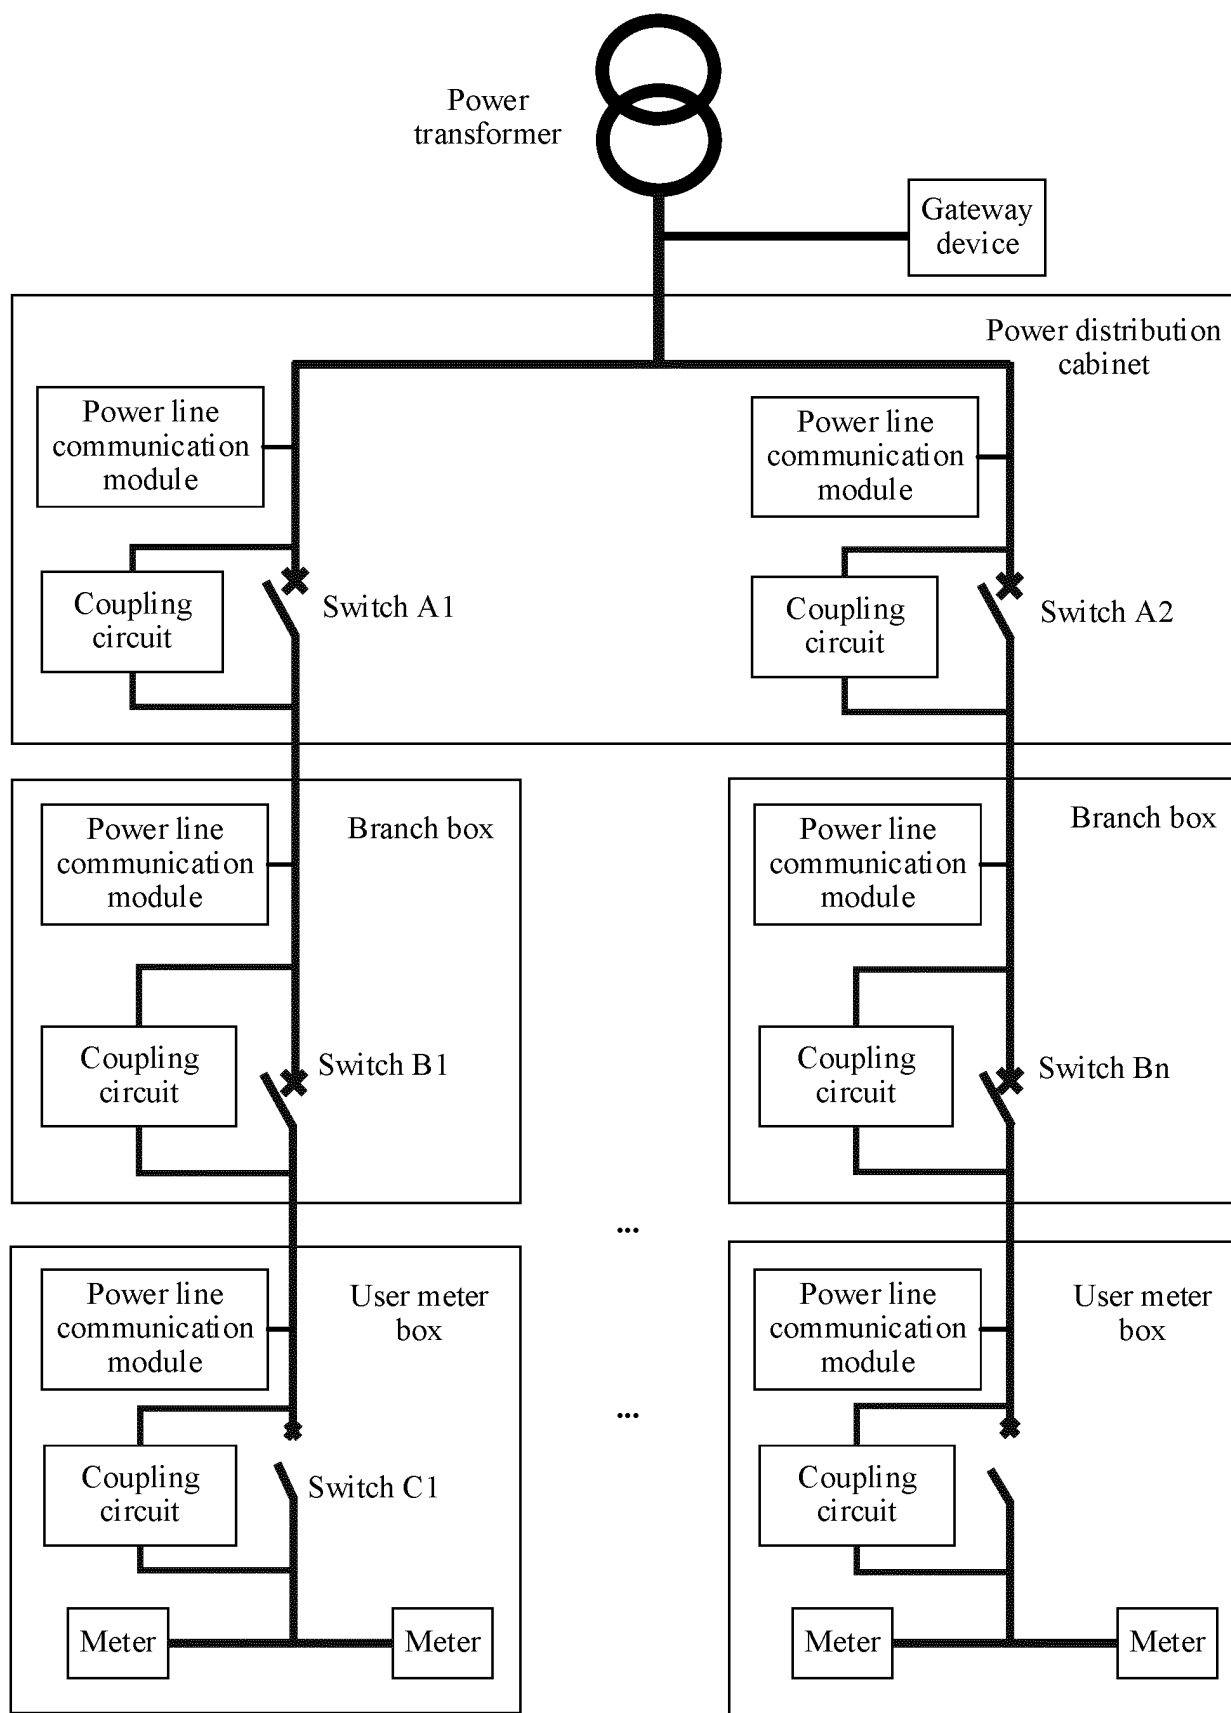 Power
transformer
Gateway
device
Power distribution
cabinet
Power line
communication
module
Power line
communication
module
Coupling
circuit
Switch A1
Coupling
circuit
Switch A2
Power line
communication
module
Branch box
Power line
communication
module
Branch box
Coupling
circuit
Switch B1
Coupling
circuit
Switch Bn
...
Power line
communication
module
User meter
box
Power line
communication
module
User meter
box
...
Coupling
circuit
Switch C1
Coupling
circuit
Meter
Meter
Meter
Meter